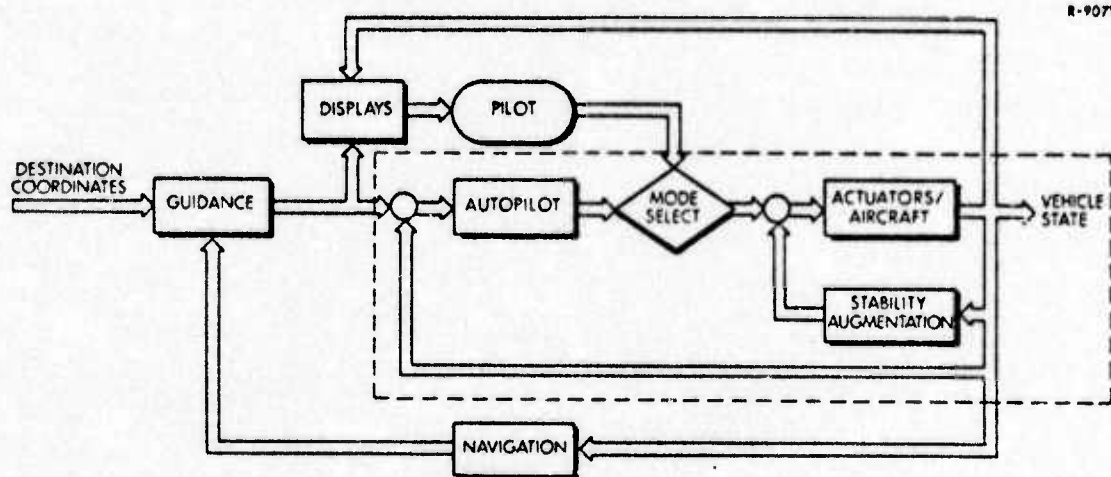 R-907
DISPLAYS
PILOT
DESTINATION
COORDINATES
GUIDANCE
AUTOPILOT
MODE
SELECT
ACTUATORS/
AIRCRAFT
VEHICLE
STATE
STABILITY
AUGMENTATION
NAVIGATION